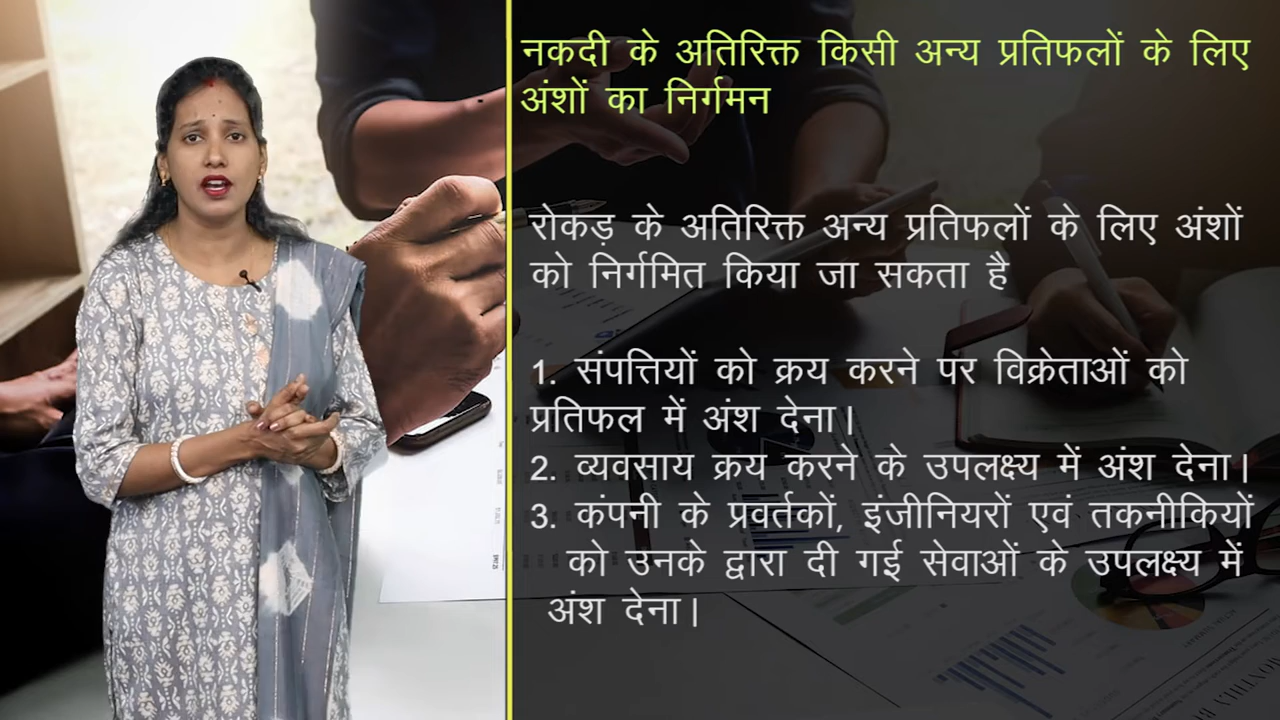 नकदी के अतिरिक्त किसी अन्य प्रतिफलों के लिए
अंशों का निर्गमन
रोकड़ के अतिरिक्त अन्य प्रतिफलों के लिए अंशों
को निर्गमित किया जा सकता है
1. संपत्तियों को क्रय करने पर विक्रेताओं को
प्रतिफल में अंश देना।
2. व्यवसाय क्रय करने के उपलक्ष्य में अंश देना।
3. कंपनी के प्रवर्तकों, इंजीनियरों एवं तकनीकियों
को उनके द्वारा दी गई सेवाओं के उपलक्ष्य में
अंश देना।